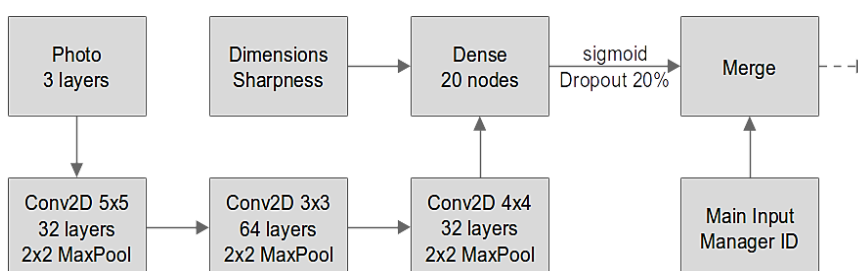 Photo
3 layers
Dimensions
Sharpness
Dense
20 nodes
sigmoid
Dropout 20%
Merge
Conv2D 5x5
32 layers
2x2 MaxPool
Conv2D 3x3
64 layers
2x2 MaxPool
Conv2D 4x4
32 layers
2x2 MaxPool
Main Input
Manager ID